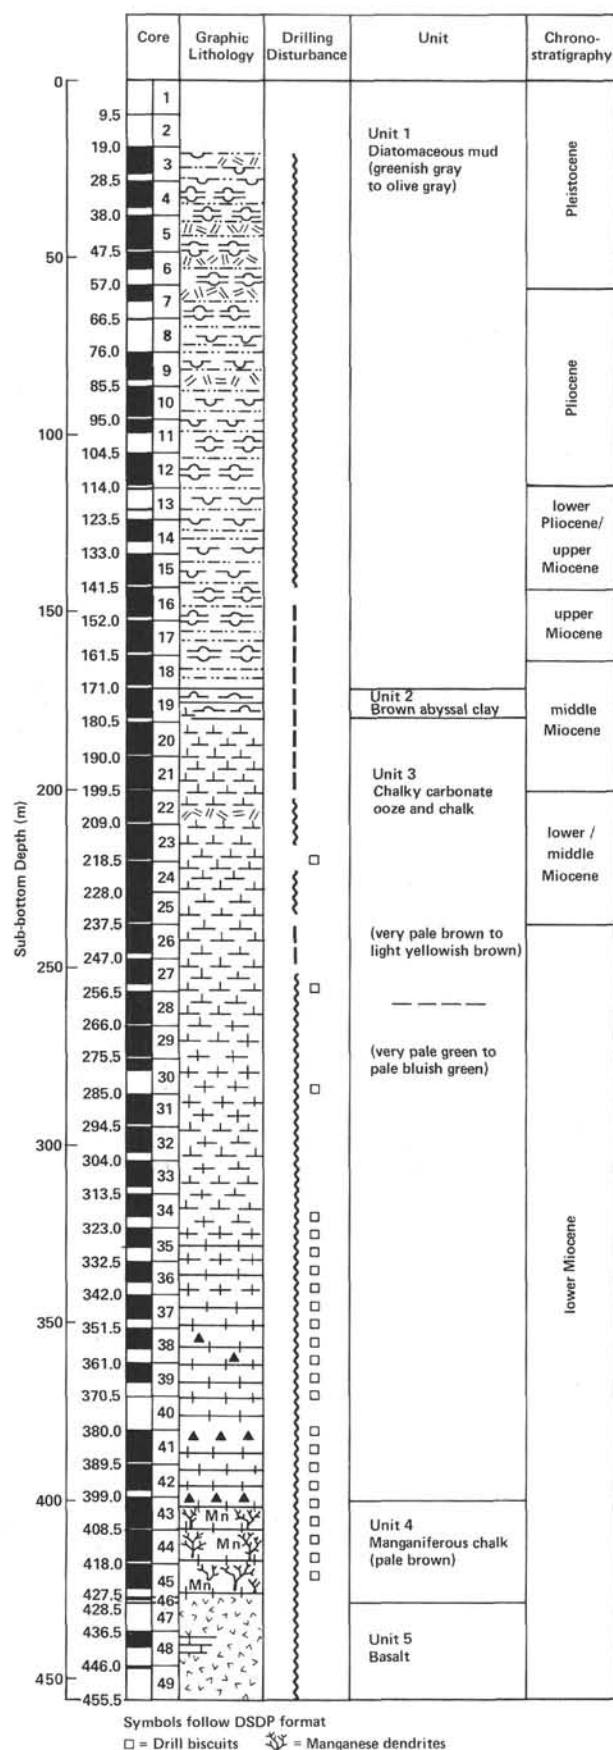 Core
Graphic Lithology
Drilling Disturbance
Unit
Chrono-stratigraphy
Sub-bottom Depth (m)
0
50
100
150
200
250
300
350
400
450
9.5
19.0
28.5
38.0
47.5
57.0
66.5
76.0
85.5
95.0
104.5
114.0
123.5
133.0
141.5
152.0
161.5
171.0
180.5
190.0
199.5
209.0
218.5
228.0
237.5
247.0
256.5
266.0
275.5
285.0
294.5
304.0
313.5
323.0
332.5
342.0
351.5
361.0
370.5
380.0
389.5
399.0
408.5
418.0
427.5
428.5
436.5
446.0
455.5
1
2
3
4
5
6
7
8
9
10
11
12
13
14
15
16
17
18
19
20
21
22
23
24
25
26
27
28
29
30
31
32
33
34
35
36
37
38
39
40
41
42
43
44
45
46
47
48
49
Mn
Mn
Mn
Unit 1
Diatomaceous mud
(greenish gray
to olive gray)
Unit 2
Brown abyssal clay
Unit 3
Chalky carbonate
ooze and chalk
(very pale brown to
light yellowish brown)
(very pale green to
pale bluish green)
Unit 4
Manganiferous chalk
(pale brown)
Unit 5
Basalt
Pleistocene
Pliocene
lower
Pliocene/
upper
Miocene
upper
Miocene
middle
Miocene
lower /
middle
Miocene
lower Miocene
Symbols follow DSDP format
□ = Drill biscuits
= Manganese dendrites